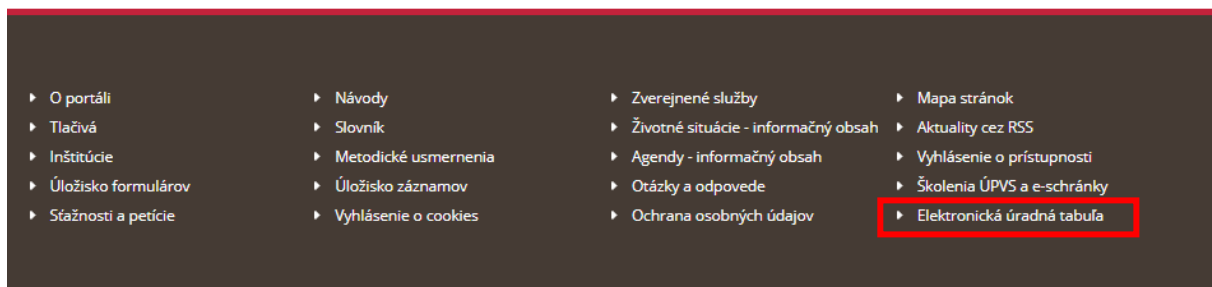 O portáli
Tlačivá
Inštitúcie
Úložisko formulárov
Sťažnosti a petície
Návody
Slovník
Metodické usmernenia
Úložisko záznamov
Vyhlásenie o cookies
Zverejnené služby
Životné situácie - informačný obsah
Agendy - informačný obsah
Otázky a odpovede
Ochrana osobných údajov
Mapa stránok
Aktuality cez RSS
Vyhlásenie o prístupnosti
Školenia ÚPVS a e-schránky
Elektronická úradná tabuľa